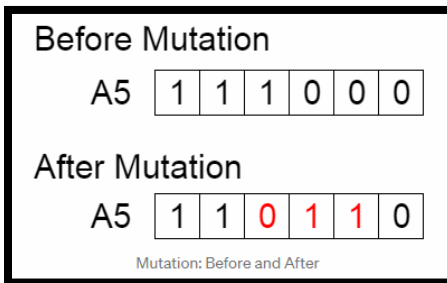 Before Mutation
A5 1 1 1 0 0 0
After Mutation
A5 1 1 0 1 1 0
Mutation: Before and After